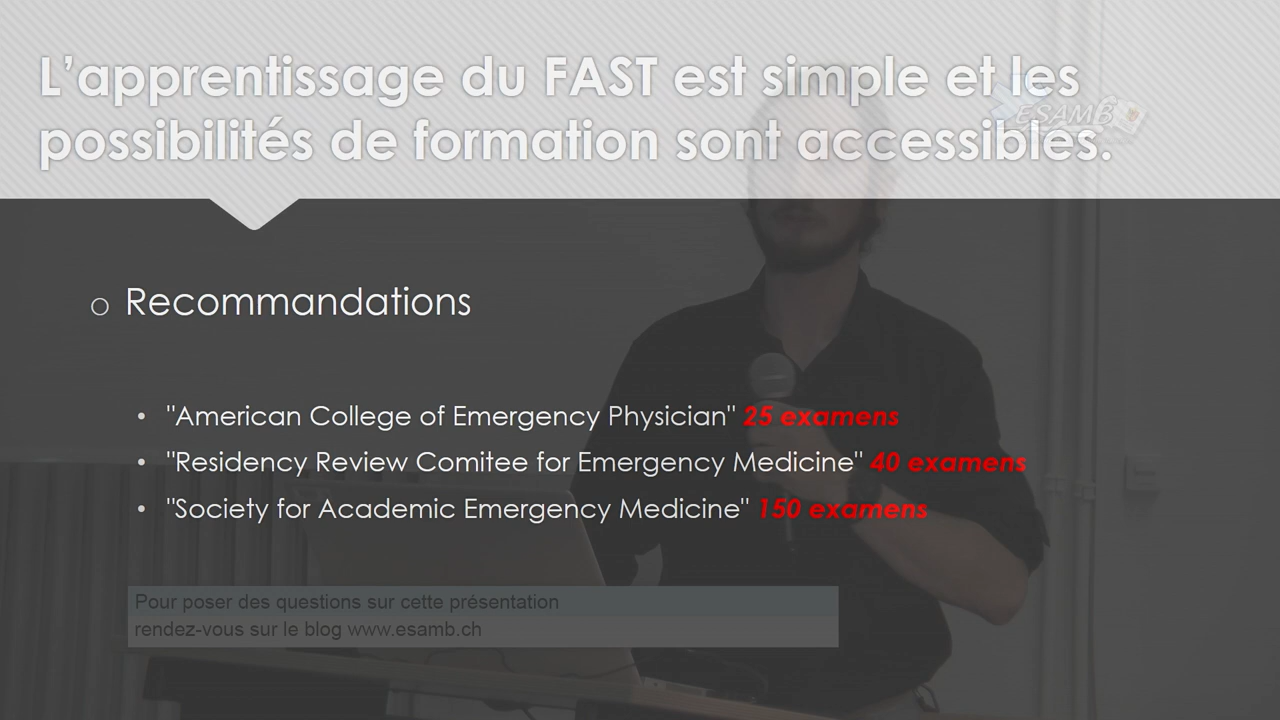 L'apprentissage du FAST est simple et les
possibilités de formation sont accessibles.
ESAMB
o Recommandations
• "American College of Emergency Physician" 25 examens
• "Residency Review Comitee for Emergency Medicine" 40 examens
• "Society for Academic Emergency Medicine" 150 examens
Pour poser des questions sur cette présentation
rendez-vous sur le blog www.esamb.ch